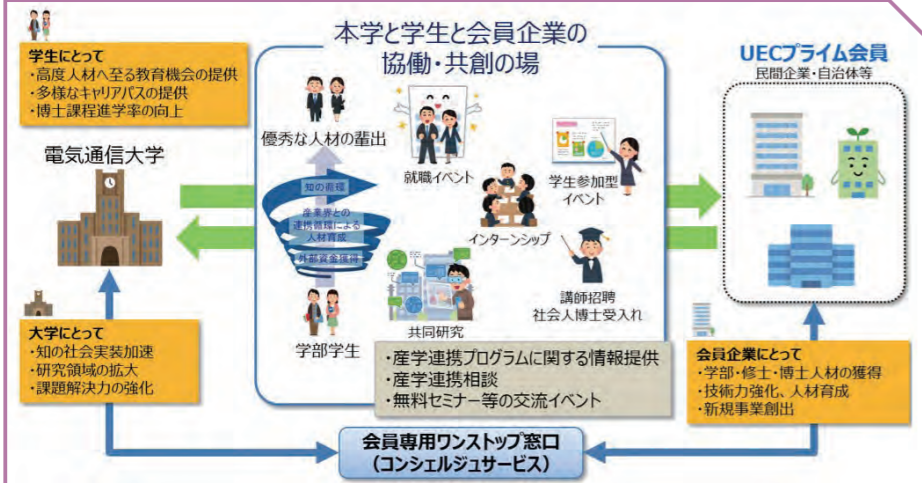 学生にとって
・高度人材へ至る教育機会の提供
・多様なキャリアパスの提供
・博士課程進学率の向上
電気通信大学
本学と学生と会員企業の
協働・共創の場
優秀な人材の輩出
知の循環
産業界との
連携循環による
人材育成
外部資金獲得
学部学生
就職イベント
学生参加型
イベント
インターンシップ
講師招聘
社会人博士受入れ
共同研究
・産学連携プログラムに関する情報提供
・産学連携相談
・無料セミナー等の交流イベント
UECプライム会員
民間企業・自治体等
大学にとって
・知の社会実装加速
・研究領域の拡大
・課題解決力の強化
会員企業にとって
・学部・修士・博士人材の獲得
・技術力強化、人材育成
・新規事業創出
会員専用ワンストップ窓口
（コンシェルジュサービス）